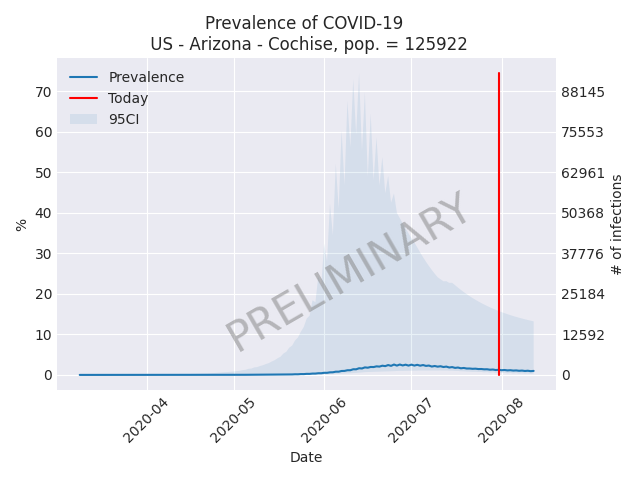 Prevalence of COVID-19
US - Arizona - Cochise, pop. = 125922
Prevalence
Today
95CI
PRELIMINARY
%
70
60
50
40
30
20
10
0
88145
75553
62961
50368
37776
25184
12592
0
# of infections
2020-04
2020-05
2020-06
2020-07
2020-08
Date